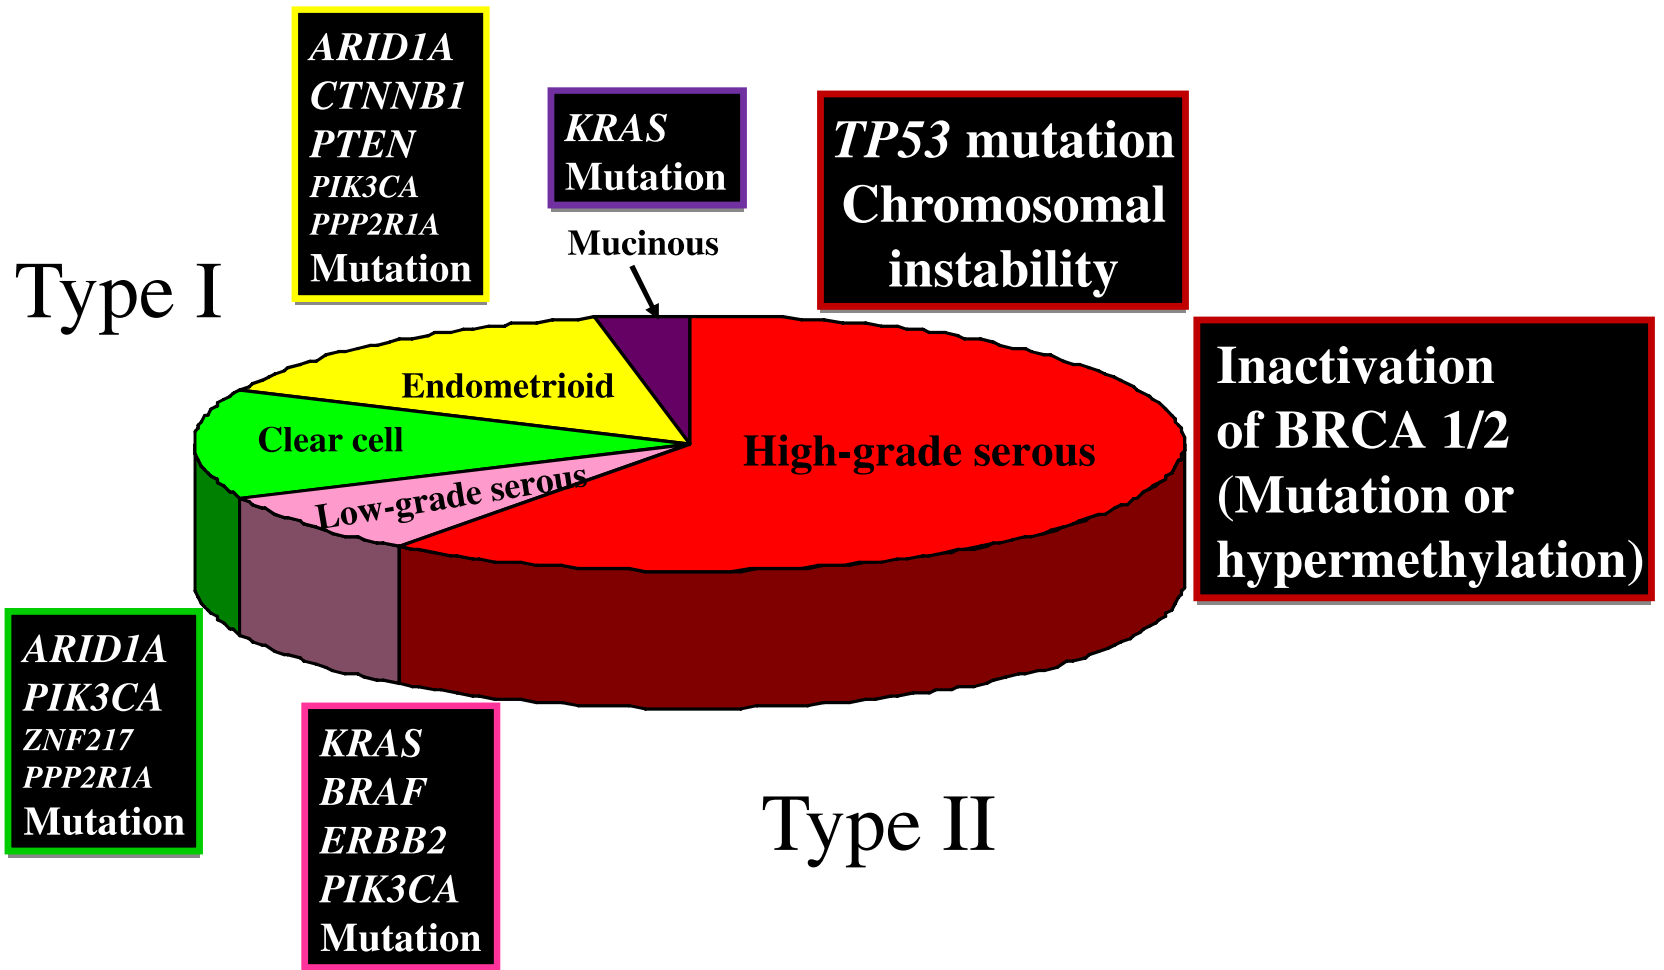 ARID1A
CTNNB1
PTEN
PIK3CA
PPP2R1A
Mutation
KRAS
Mutation
Mucinous
TP53 mutation
Chromosomal
instability
Type I
Inactivation
of BRCA 1/2
(Mutation or
hypermethylation)
Endometrioid
Clear cell
Low-grade serous
High-grade serous
ARID1A
PIK3CA
ZNF217
PPP2R1A
Mutation
KRAS
BRAF
ERBB2
PIK3CA
Mutation
Type II